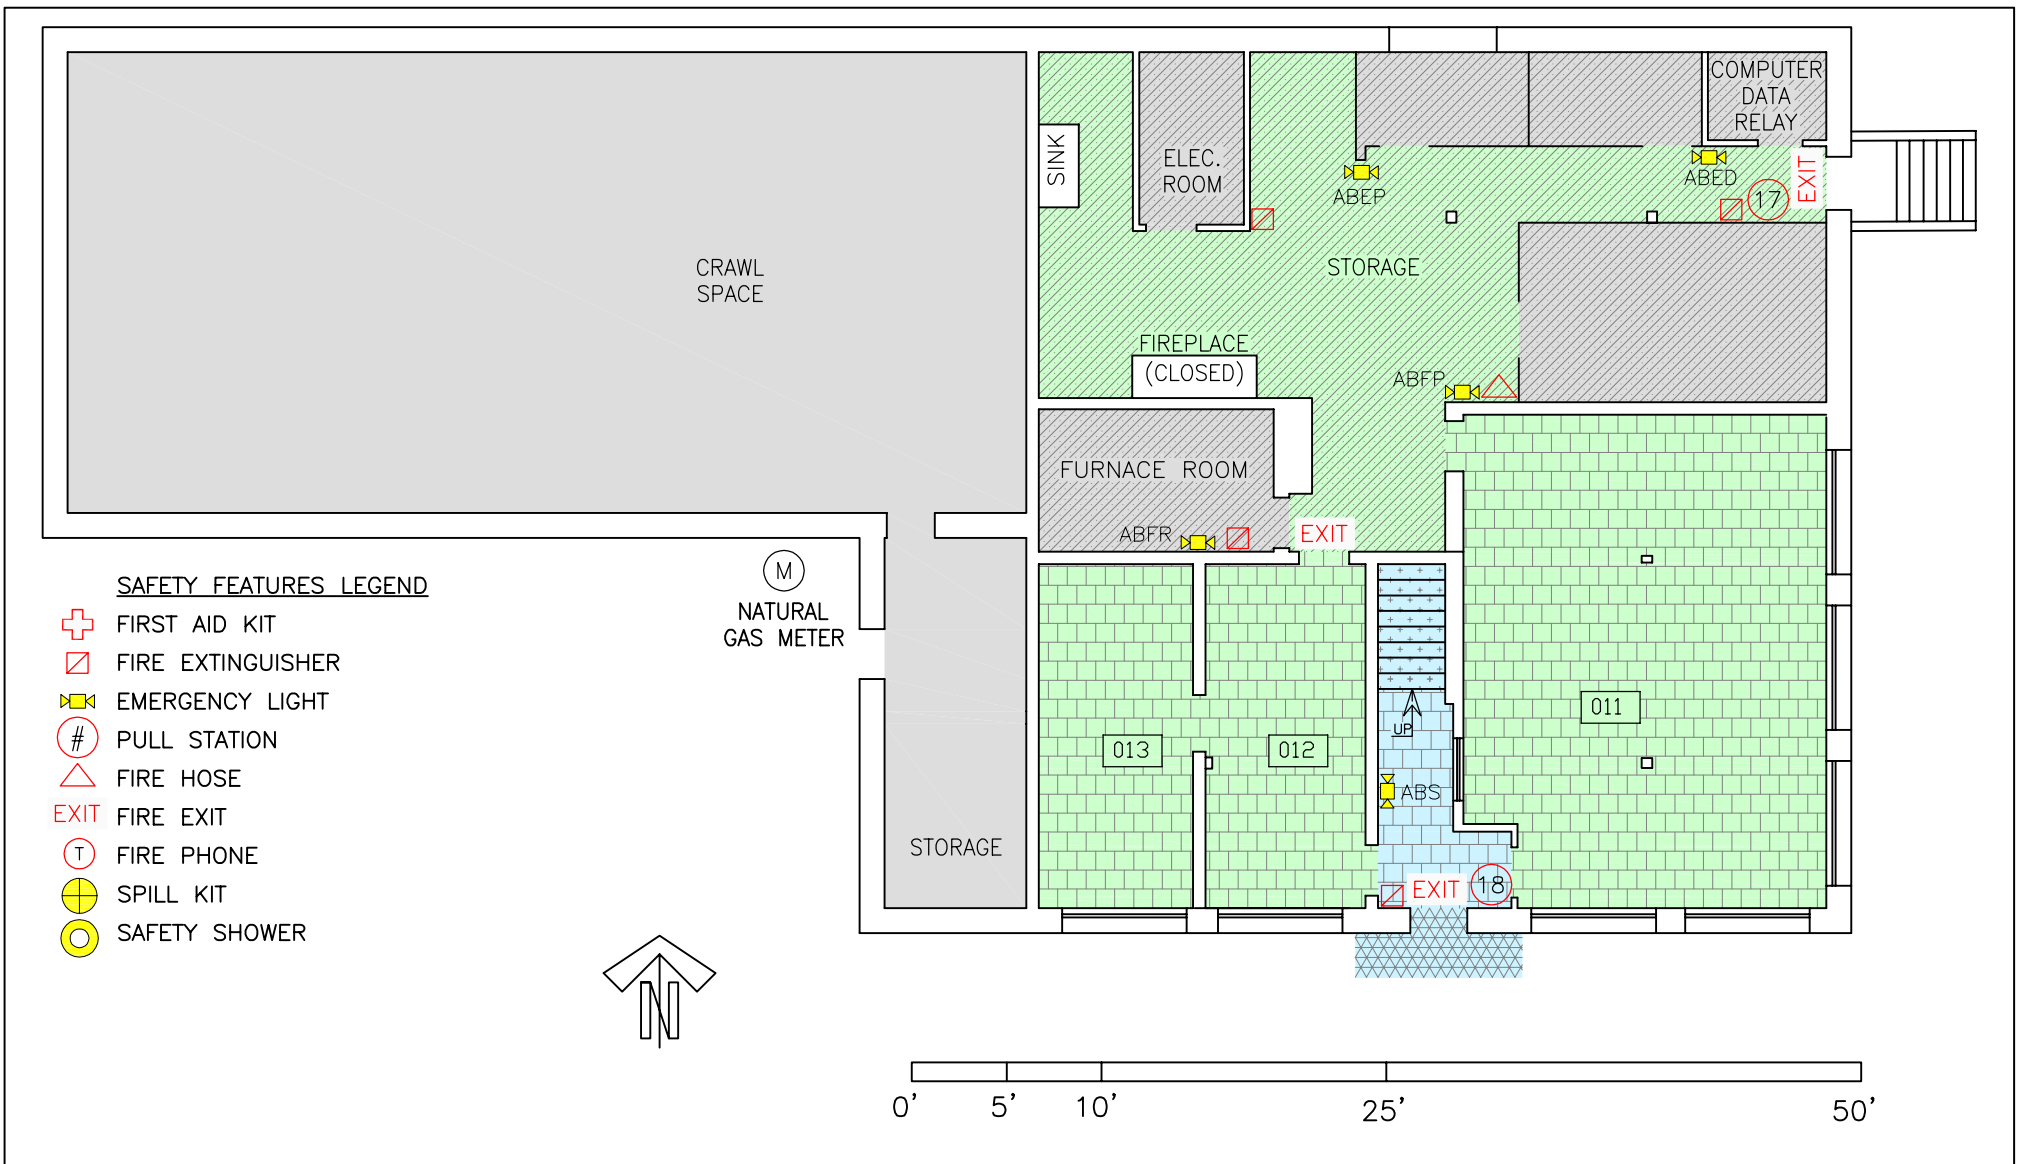 COMPUTER
DATA
RELAY
SINK
ELEC.
ROOM
ABEP
ABED
17
EXIT
STORAGE
CRAWL
SPACE
FIREPLACE
(CLOSED)
ABFP
FURNACE ROOM
ABFR
EXIT
M
NATURAL
GAS METER
SAFETY FEATURES LEGEND
FIRST AID KIT
FIRE EXTINGUISHER
EMERGENCY LIGHT
# PULL STATION
FIRE HOSE
EXIT FIRE EXIT
T FIRE PHONE
SPILL KIT
SAFETY SHOWER
011
UP
013
012
ABS
STORAGE
EXIT
18
N
0' 5' 10' 25' 50'